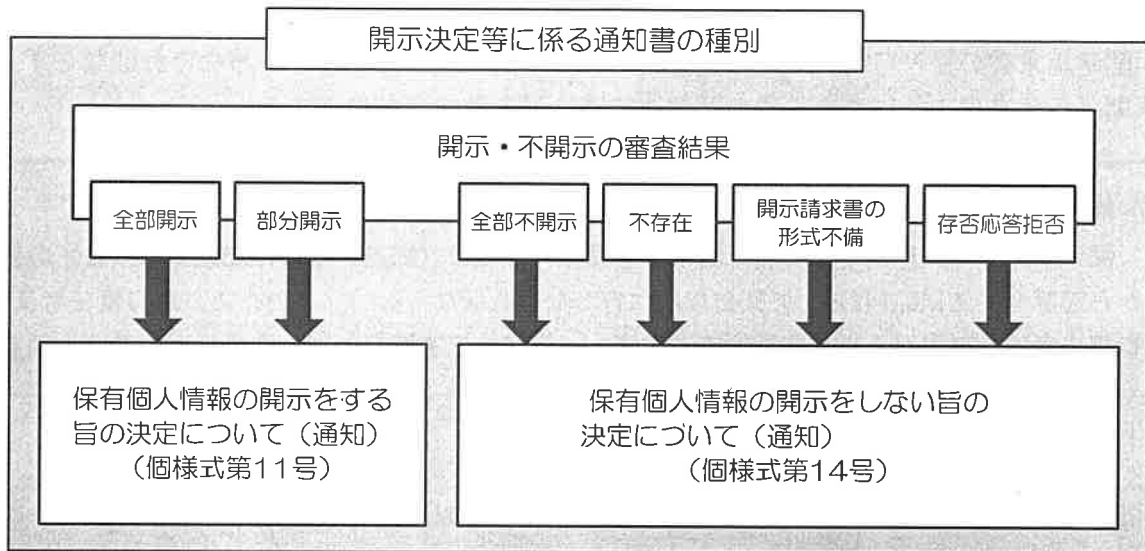 開示決定等に係る通知書の種別
開示・不開示の審査結果
全部開示
部分開示
全部不開示
不存在
開示請求書の
形式不備
存否応答拒否
保有個人情報の開示をする
旨の決定について（通知）
（個様式第11号）
保有個人情報の開示をしない旨の
決定について（通知）
（個様式第14号）